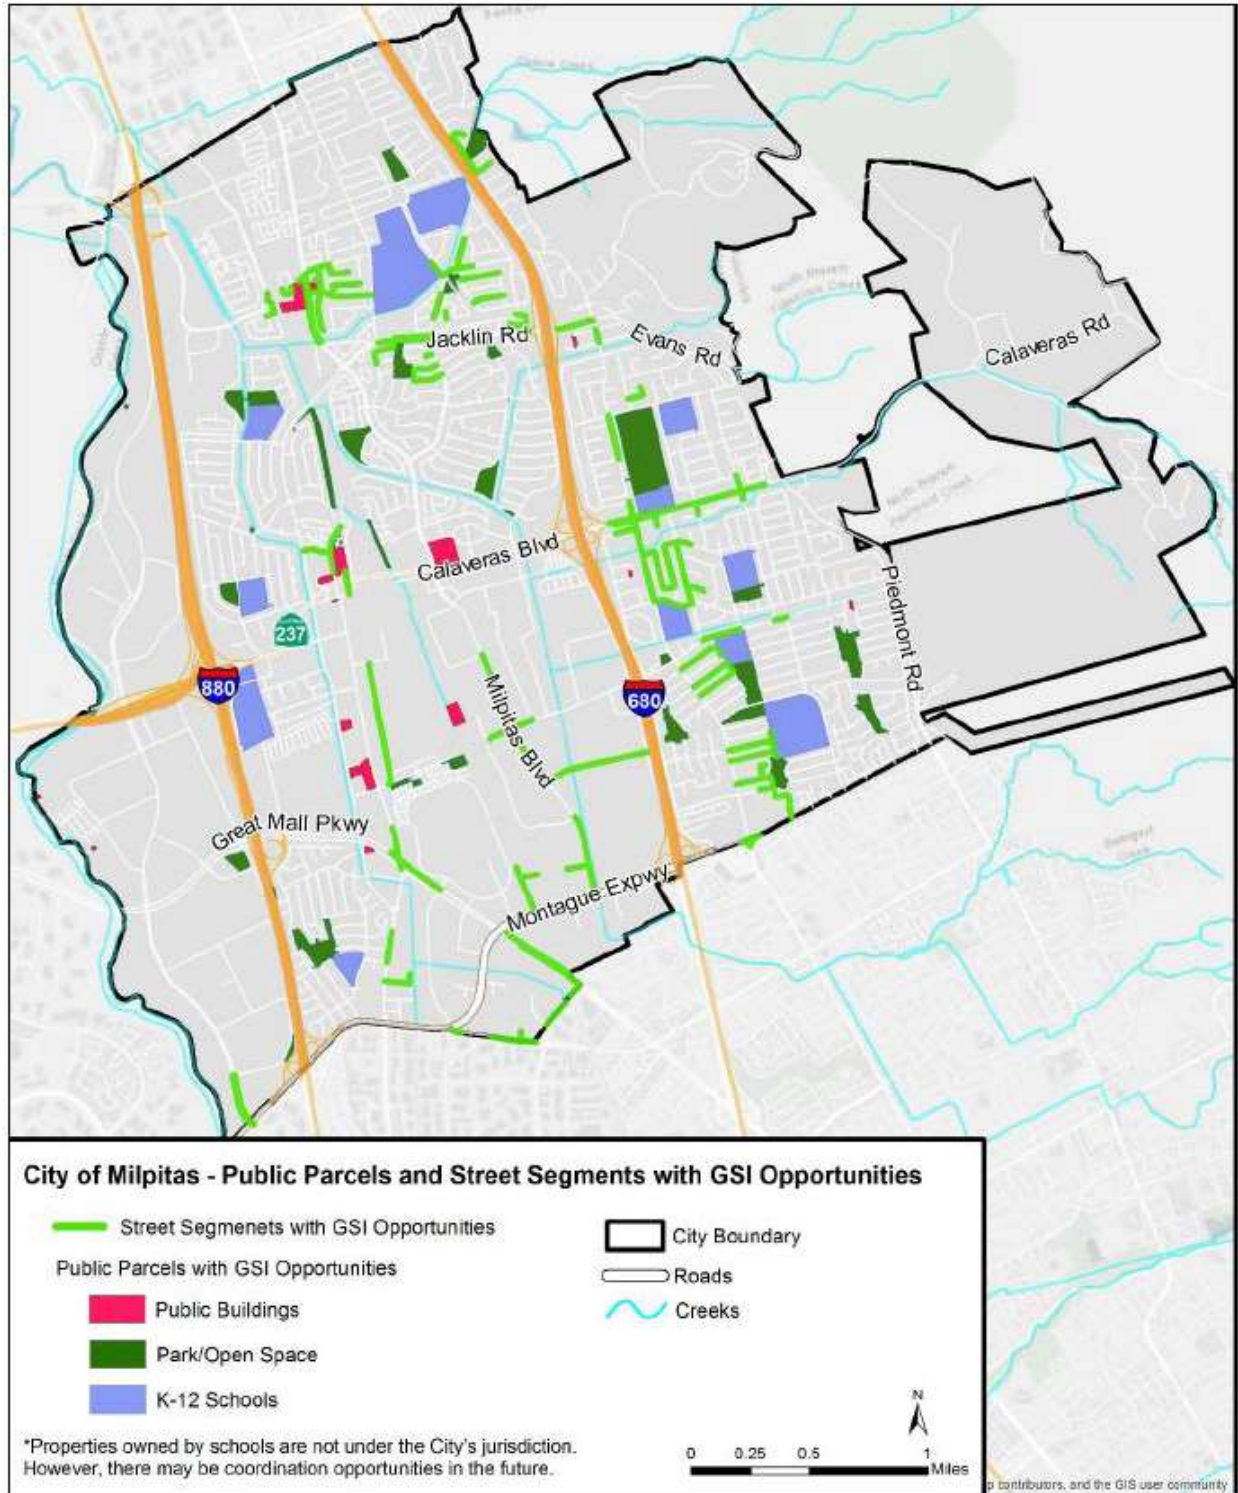 Jacklin Rd
Evans Rd
Calaveras Rd
Calaveras Blvd
Piedmont Rd
237
880
680
Milpitas Blvd
Great Mall Pkwy
Montague Expwy
City of Milpitas - Public Parcels and Street Segments with GSI Opportunities
Street Segmenets with GSI Opportunities
Public Parcels with GSI Opportunities
Public Buildings
Park/Open Space
K-12 Schools
City Boundary
Roads
Creeks
*Properties owned by schools are not under the City's jurisdiction.
However, there may be coordination opportunities in the future.
N
0 0.25 0.5 1
Miles
p contributors, and the GIS user community